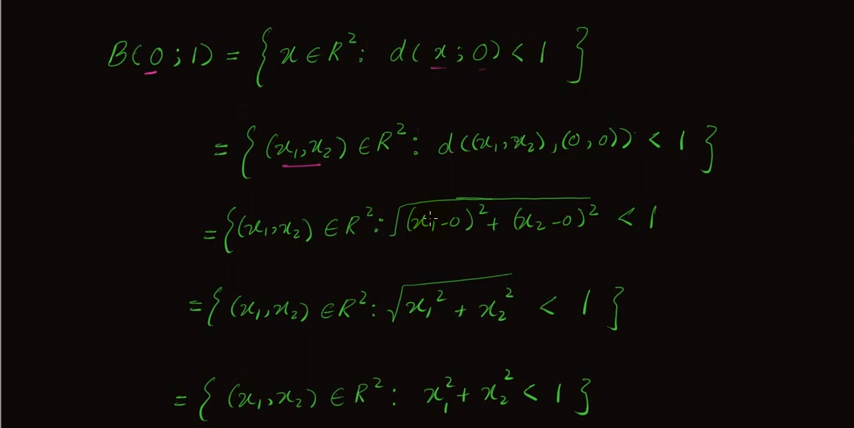 B(0;1) = { x ∈ R²: d(x;0) < 1 }
= { (x₁,x₂) ∈ R²: d((x₁,x₂),(0,0)) < 1 }
= { (x₁,x₂) ∈ R²: √((x₁-0)² + (x₂-0)²) < 1
= { (x₁,x₂) ∈ R²: √(x₁² + x₂²) < 1 }
= { (x₁,x₂) ∈ R²: x₁² + x₂² < 1 }